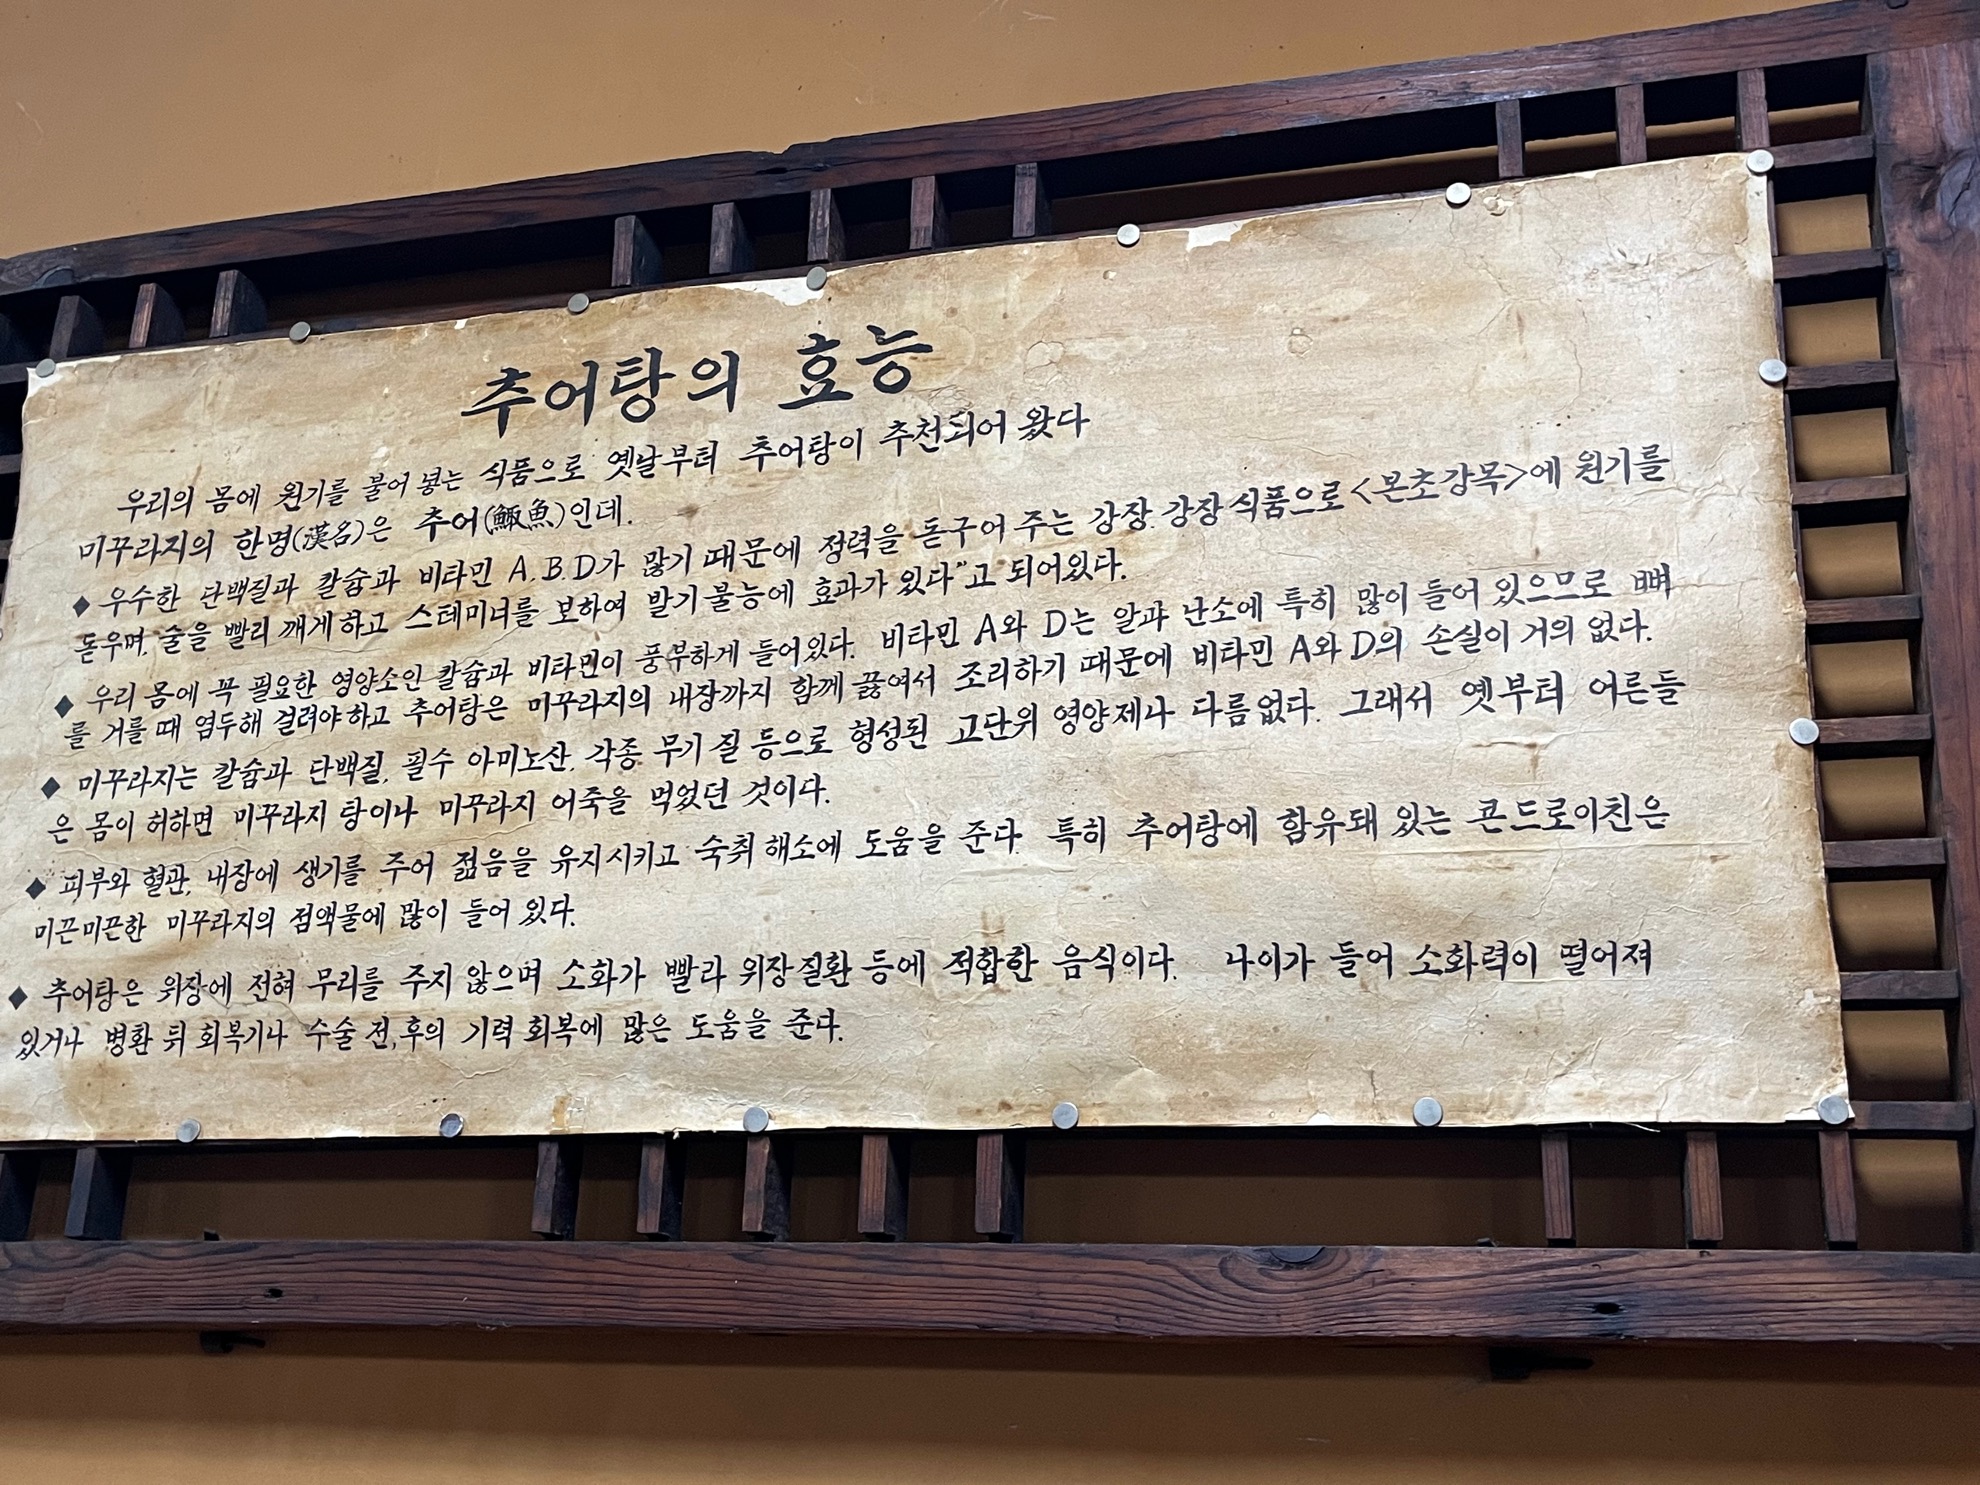 추어탕의 효능
우리의 몸에 원기를 불어 넣는 식품으로 옛날부터 추어탕이 추천되어 왔다
미꾸라지의 한명(漢名)은 추어(鯫魚)인데.
◆ 우수한 단백질과 칼슘과 비타민 A.B.D가 많기 때문에 정력을 돋구어 주는 강장.강장식품으로 <본초강목>에 원기를
돋우며, 술을 빨리 깨게하고 스테미너를 보하여 발기불능에 효과가 있다"고 되어있다.
◆ 우리 몸에 꼭 필요한 영양소인 칼슘과 비타민이 풍부하게 들어있다. 비타민 A와 D는 알과 난소에 특히 많이 들어 있으므로 뼈
를 거를 때 염두해 걸려야하고 추어탕은 미꾸라지의 내장까지 함께 끓여서 조리하기 때문에 비타민 A와 D의 손실이 거의 없다.
◆ 미꾸라지는 칼슘과 단백질, 필수 아미노산, 각종 무기질 등으로 형성된 고단위 영양제나 다름없다. 그래서 옛부터 어른들
은 몸이 허하면 미꾸라지 탕이나 미꾸라지 어죽을 먹었던 것이다.
◆ 피부와 혈관, 내장에 생기를 주어 젊음을 유지시키고 숙취해소에 도움을 준다. 특히 추어탕에 함유돼 있는 콘드로이친은
미끈미끈한 미꾸라지의 점액물에 많이 들어 있다.
◆ 추어탕은 위장에 전혀 무리를 주지 않으며 소화가 빨라 위장질환 등에 적합한 음식이다. 나이가 들어 소화력이 떨어져
있거나 병환 뒤 회복기나 수술 전,후의 기력 회복에 많은 도움을 준다.